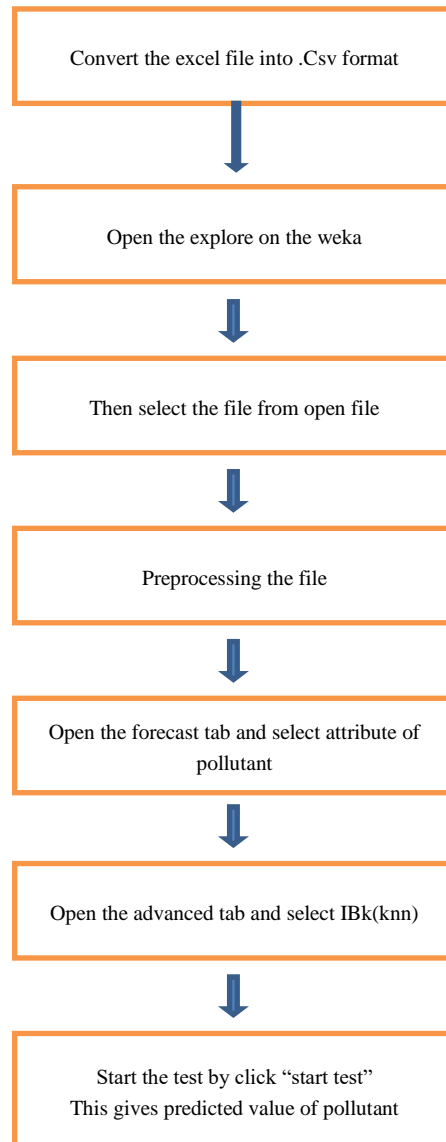 Convert the excel file into .Csv format
Open the explore on the weka
Then select the file from open file
Preprocessing the file
Open the forecast tab and select attribute of
pollutant
Open the advanced tab and select IBk(knn)
Start the test by click “start test”
This gives predicted value of pollutant